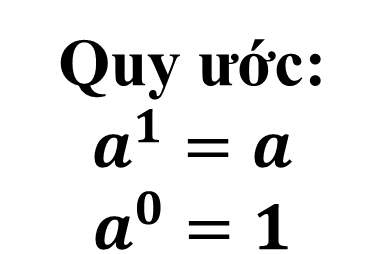 Quy ước:
a¹ = a
a⁰ = 1